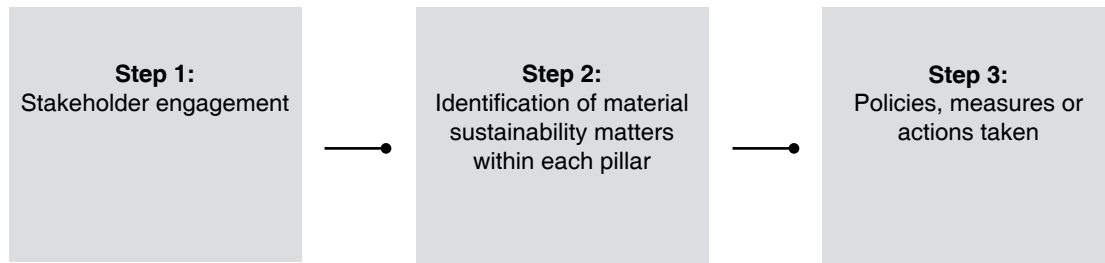 Step 1:
Stakeholder engagement
Step 2:
Identification of material
sustainability matters
within each pillar
Step 3:
Policies, measures or
actions taken